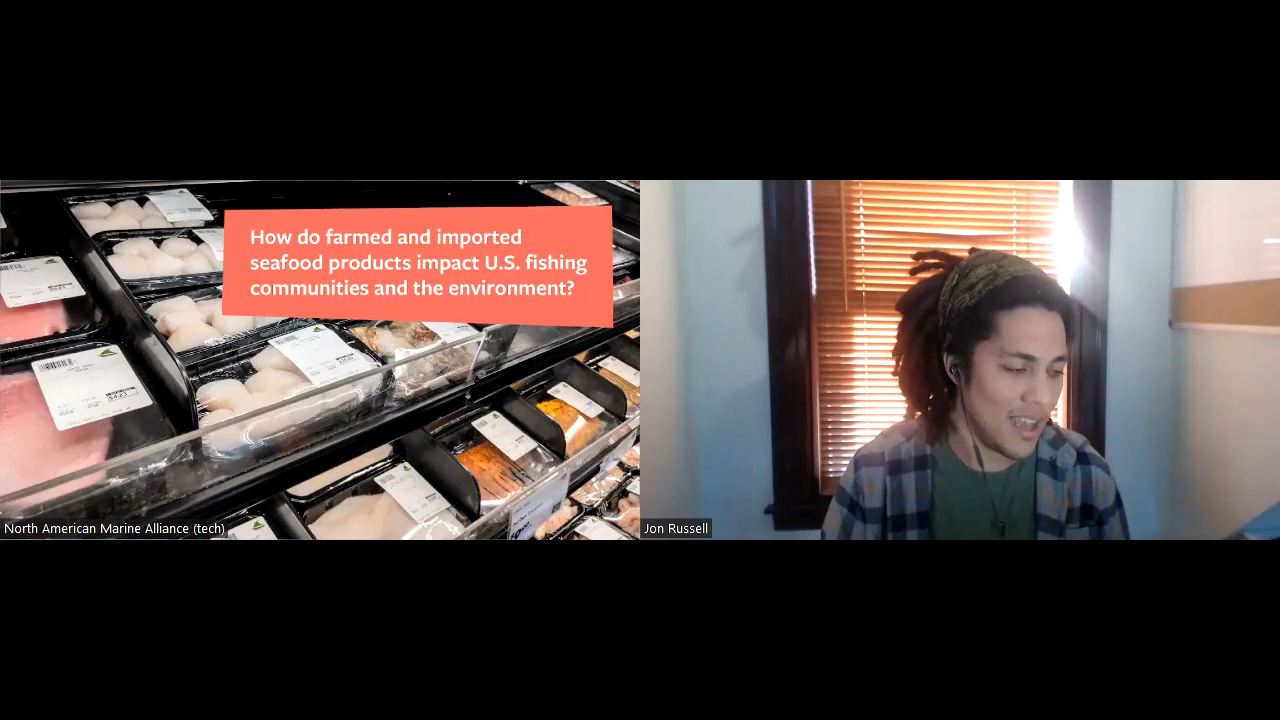 How do farmed and imported
seafood products impact U.S. fishing
communities and the environment?
North American Marine Alliance (tech)
Jon Russell